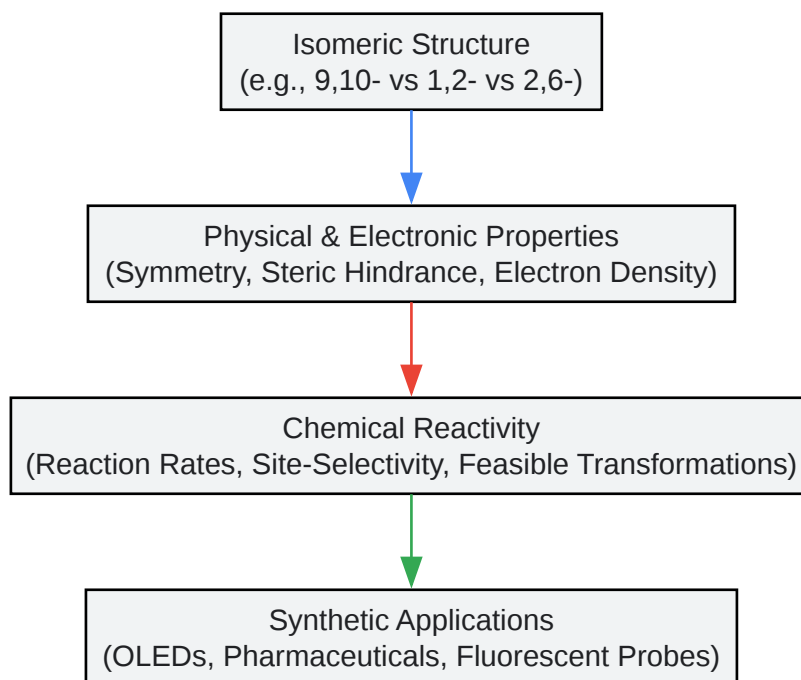 Isomeric Structure
(e.g., 9,10- vs 1,2- vs 2,6-)
Physical & Electronic Properties
(Symmetry, Steric Hindrance, Electron Density)
Chemical Reactivity
(Reaction Rates, Site-Selectivity, Feasible Transformations)
Synthetic Applications
(OLEDs, Pharmaceuticals, Fluorescent Probes)